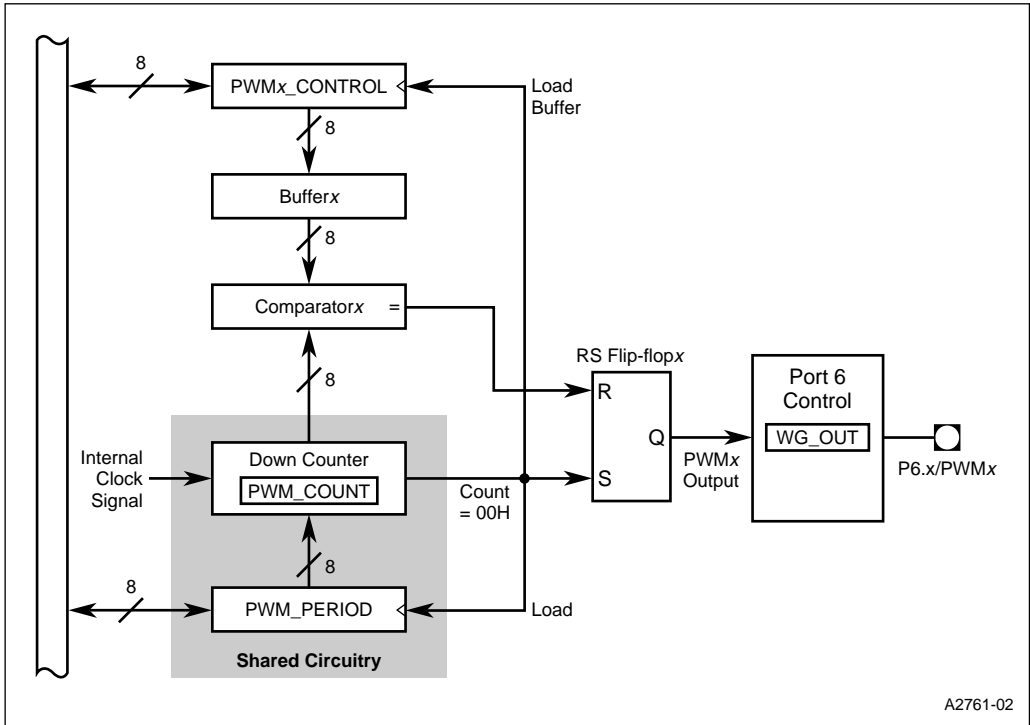 8
PWMx_CONTROL
Load
Buffer
8
Bufferx
8
Comparatorx =
RS Flip-flopx
8
R
Q
S
Port 6
Control
WG_OUT
PWMx
Output
P6.x/PWMx
Internal
Clock
Signal
Down Counter
PWM_COUNT
Count
= 00H
8
8
PWM_PERIOD
Load
Shared Circuitry
A2761-02